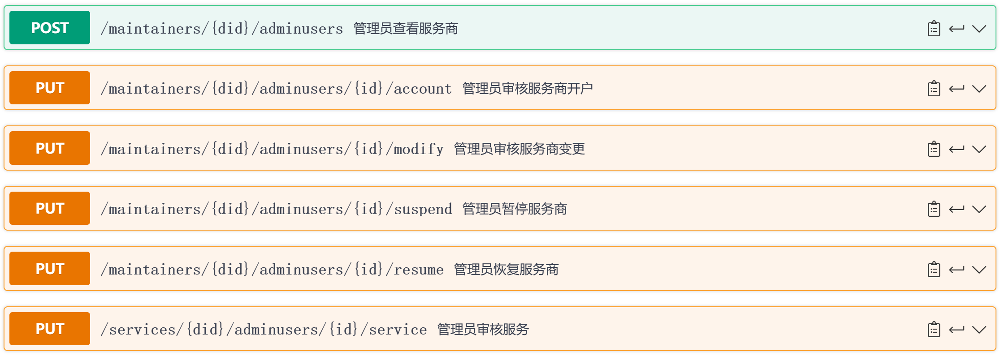 POST /maintainers/{did}/adminusers 管理员查看服务商
PUT /maintainers/{did}/adminusers/{id}/account 管理员审核服务商开户
PUT /maintainers/{did}/adminusers/{id}/modify 管理员审核服务商变更
PUT /maintainers/{did}/adminusers/{id}/suspend 管理员暂停服务商
PUT /maintainers/{did}/adminusers/{id}/resume 管理员恢复服务商
PUT /services/{did}/adminusers/{id}/service 管理员审核服务